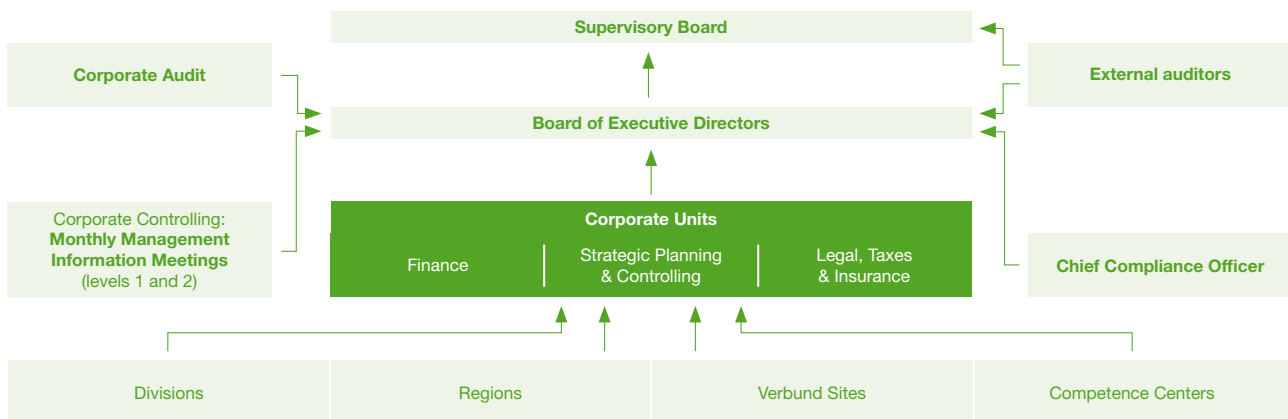 Supervisory Board
Corporate Audit
External auditors
Board of Executive Directors
Corporate Controlling:
Monthly Management
Information Meetings
(levels 1 and 2)
Corporate Units
Finance
Strategic Planning
& Controlling
Legal, Taxes
& Insurance
Chief Compliance Officer
Divisions
Regions
Verbund Sites
Competence Centers